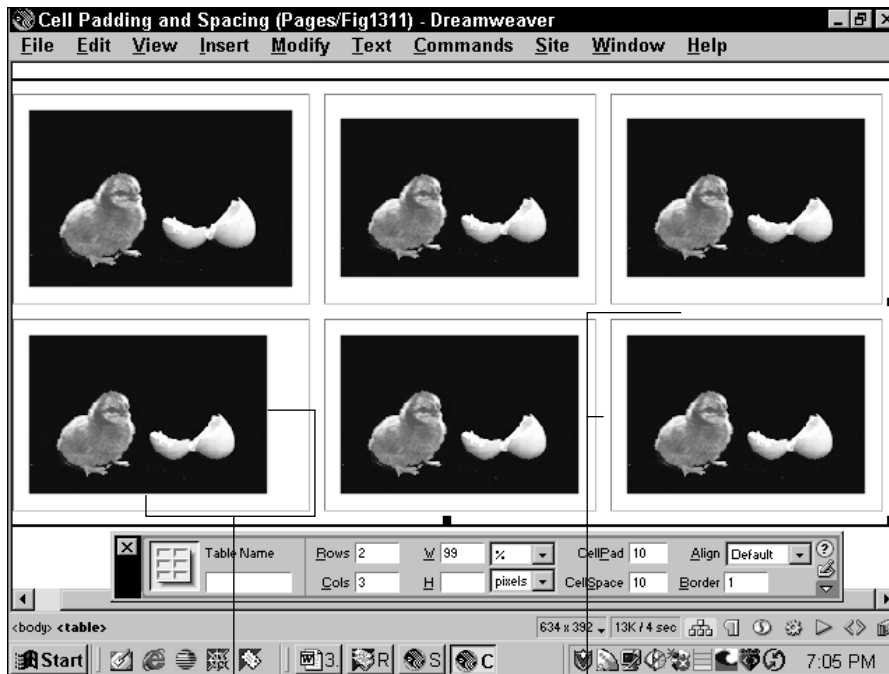 Cell Padding and Spacing (Pages/Fig1311) - Dreamweaver
File Edit View Insert Modify Text Commands Site Window Help
Table Name Rows 2 W 99 % CellPad 10 Align Default
Cols 3 H pixels CellSpace 10 Border 1
<body> <table> 634 x 392 13K / 4 sec
Start 3. R S C 7:05 PM